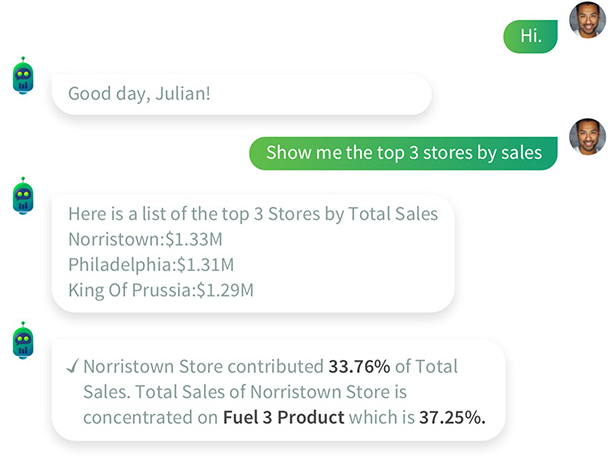 Hi.
Good day, Julian!
Show me the top 3 stores by sales
Here is a list of the top 3 Stores by Total Sales
Norristown:$1.33M
Philadelphia:$1.31M
King Of Prussia:$1.29M
Norristown Store contributed 33.76% of Total
Sales. Total Sales of Norristown Store is
concentrated on Fuel 3 Product which is 37.25%.